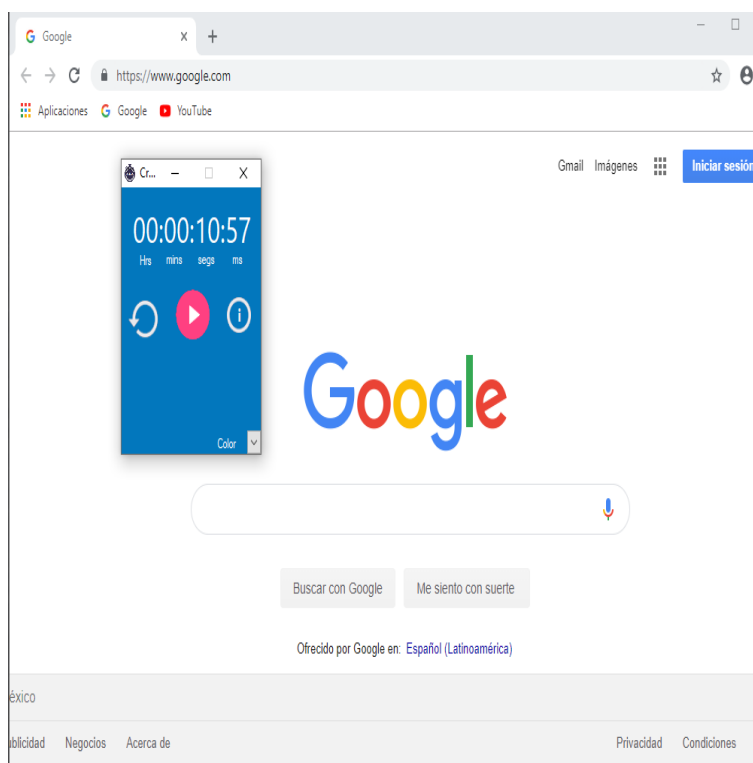 Google
https://www.google.com
Aplicaciones Google YouTube
Gmail Imágenes Iniciar sesión
Cr...
00:00:10:57
Hrs mins segs ms
Color
Google
Buscar con Google Me siento con suerte
Ofrecido por Google en: Español (Latinoamérica)
éxico
ublicidad Negocios Acerca de Privacidad Condiciones